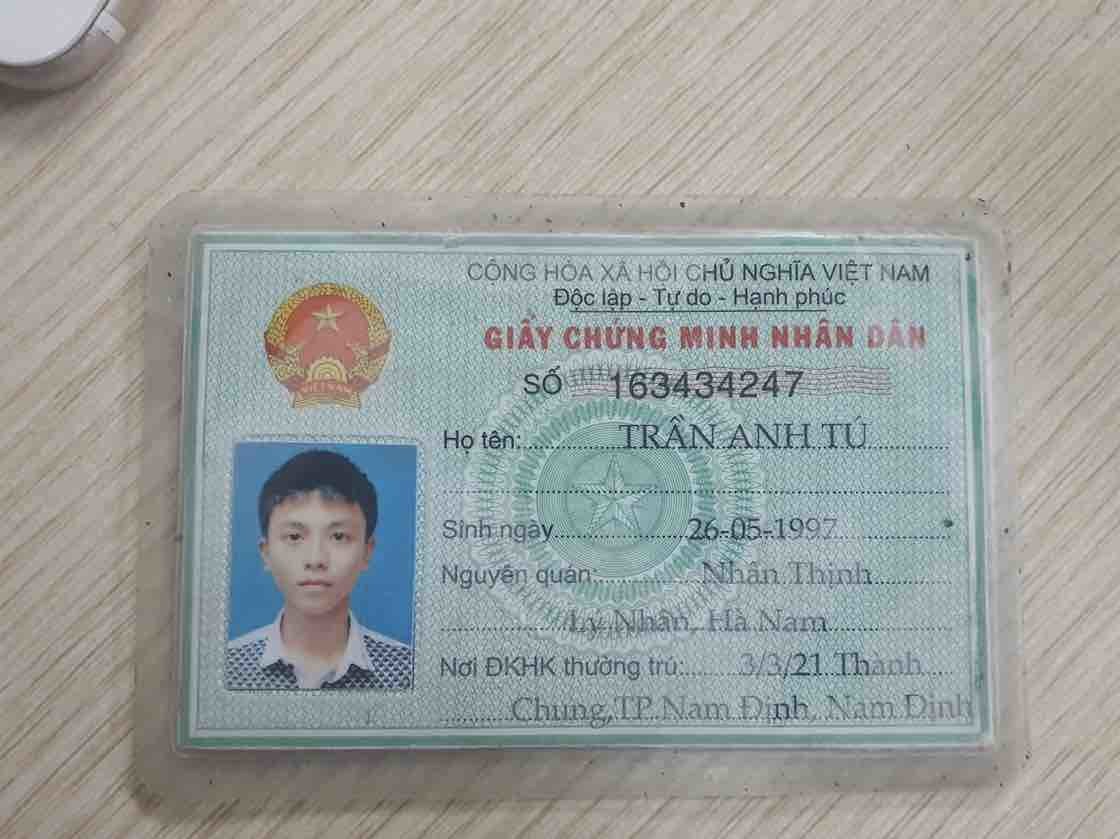 CỘNG HÒA XÃ HỘI CHỦ NGHĨA VIỆT NAM
Độc lập - Tự do - Hạnh phúc
GIẤY CHỨNG MINH NHÂN DÂN
SỐ 163434247
Họ tên: TRẦN ANH TÚ
Sinh ngày 26-05-1997
Nguyên quán: Nhân Thịnh
Lý Nhân, Hà Nam
Nơi ĐKHK thường trú: 3/3/21 Thành
Chung, TP Nam Định, Nam Định
VIỆT NAM